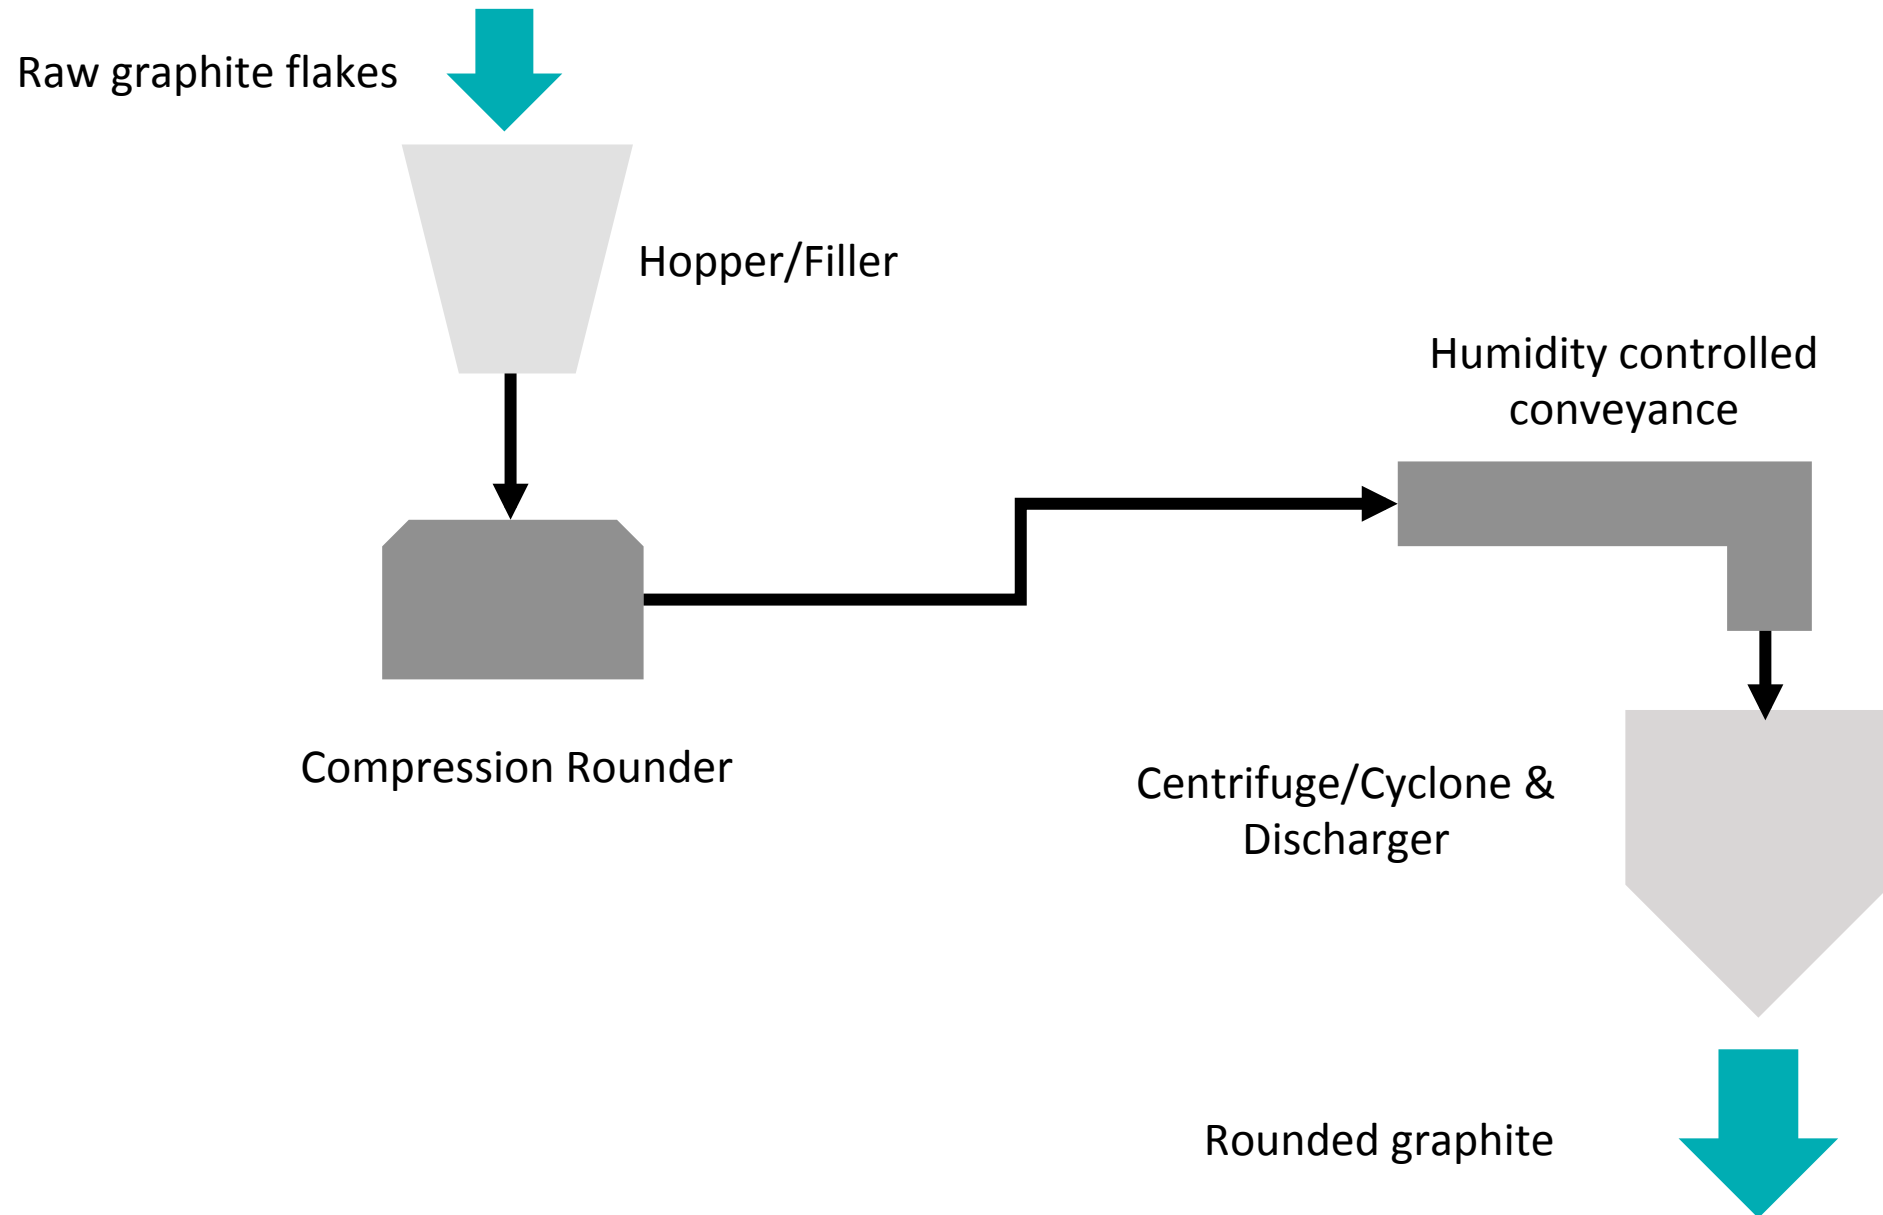 Raw graphite flakes
Hopper/Filler
Humidity controlled
conveyance
Compression Rounder
Centrifuge/Cyclone &
Discharger
Rounded graphite